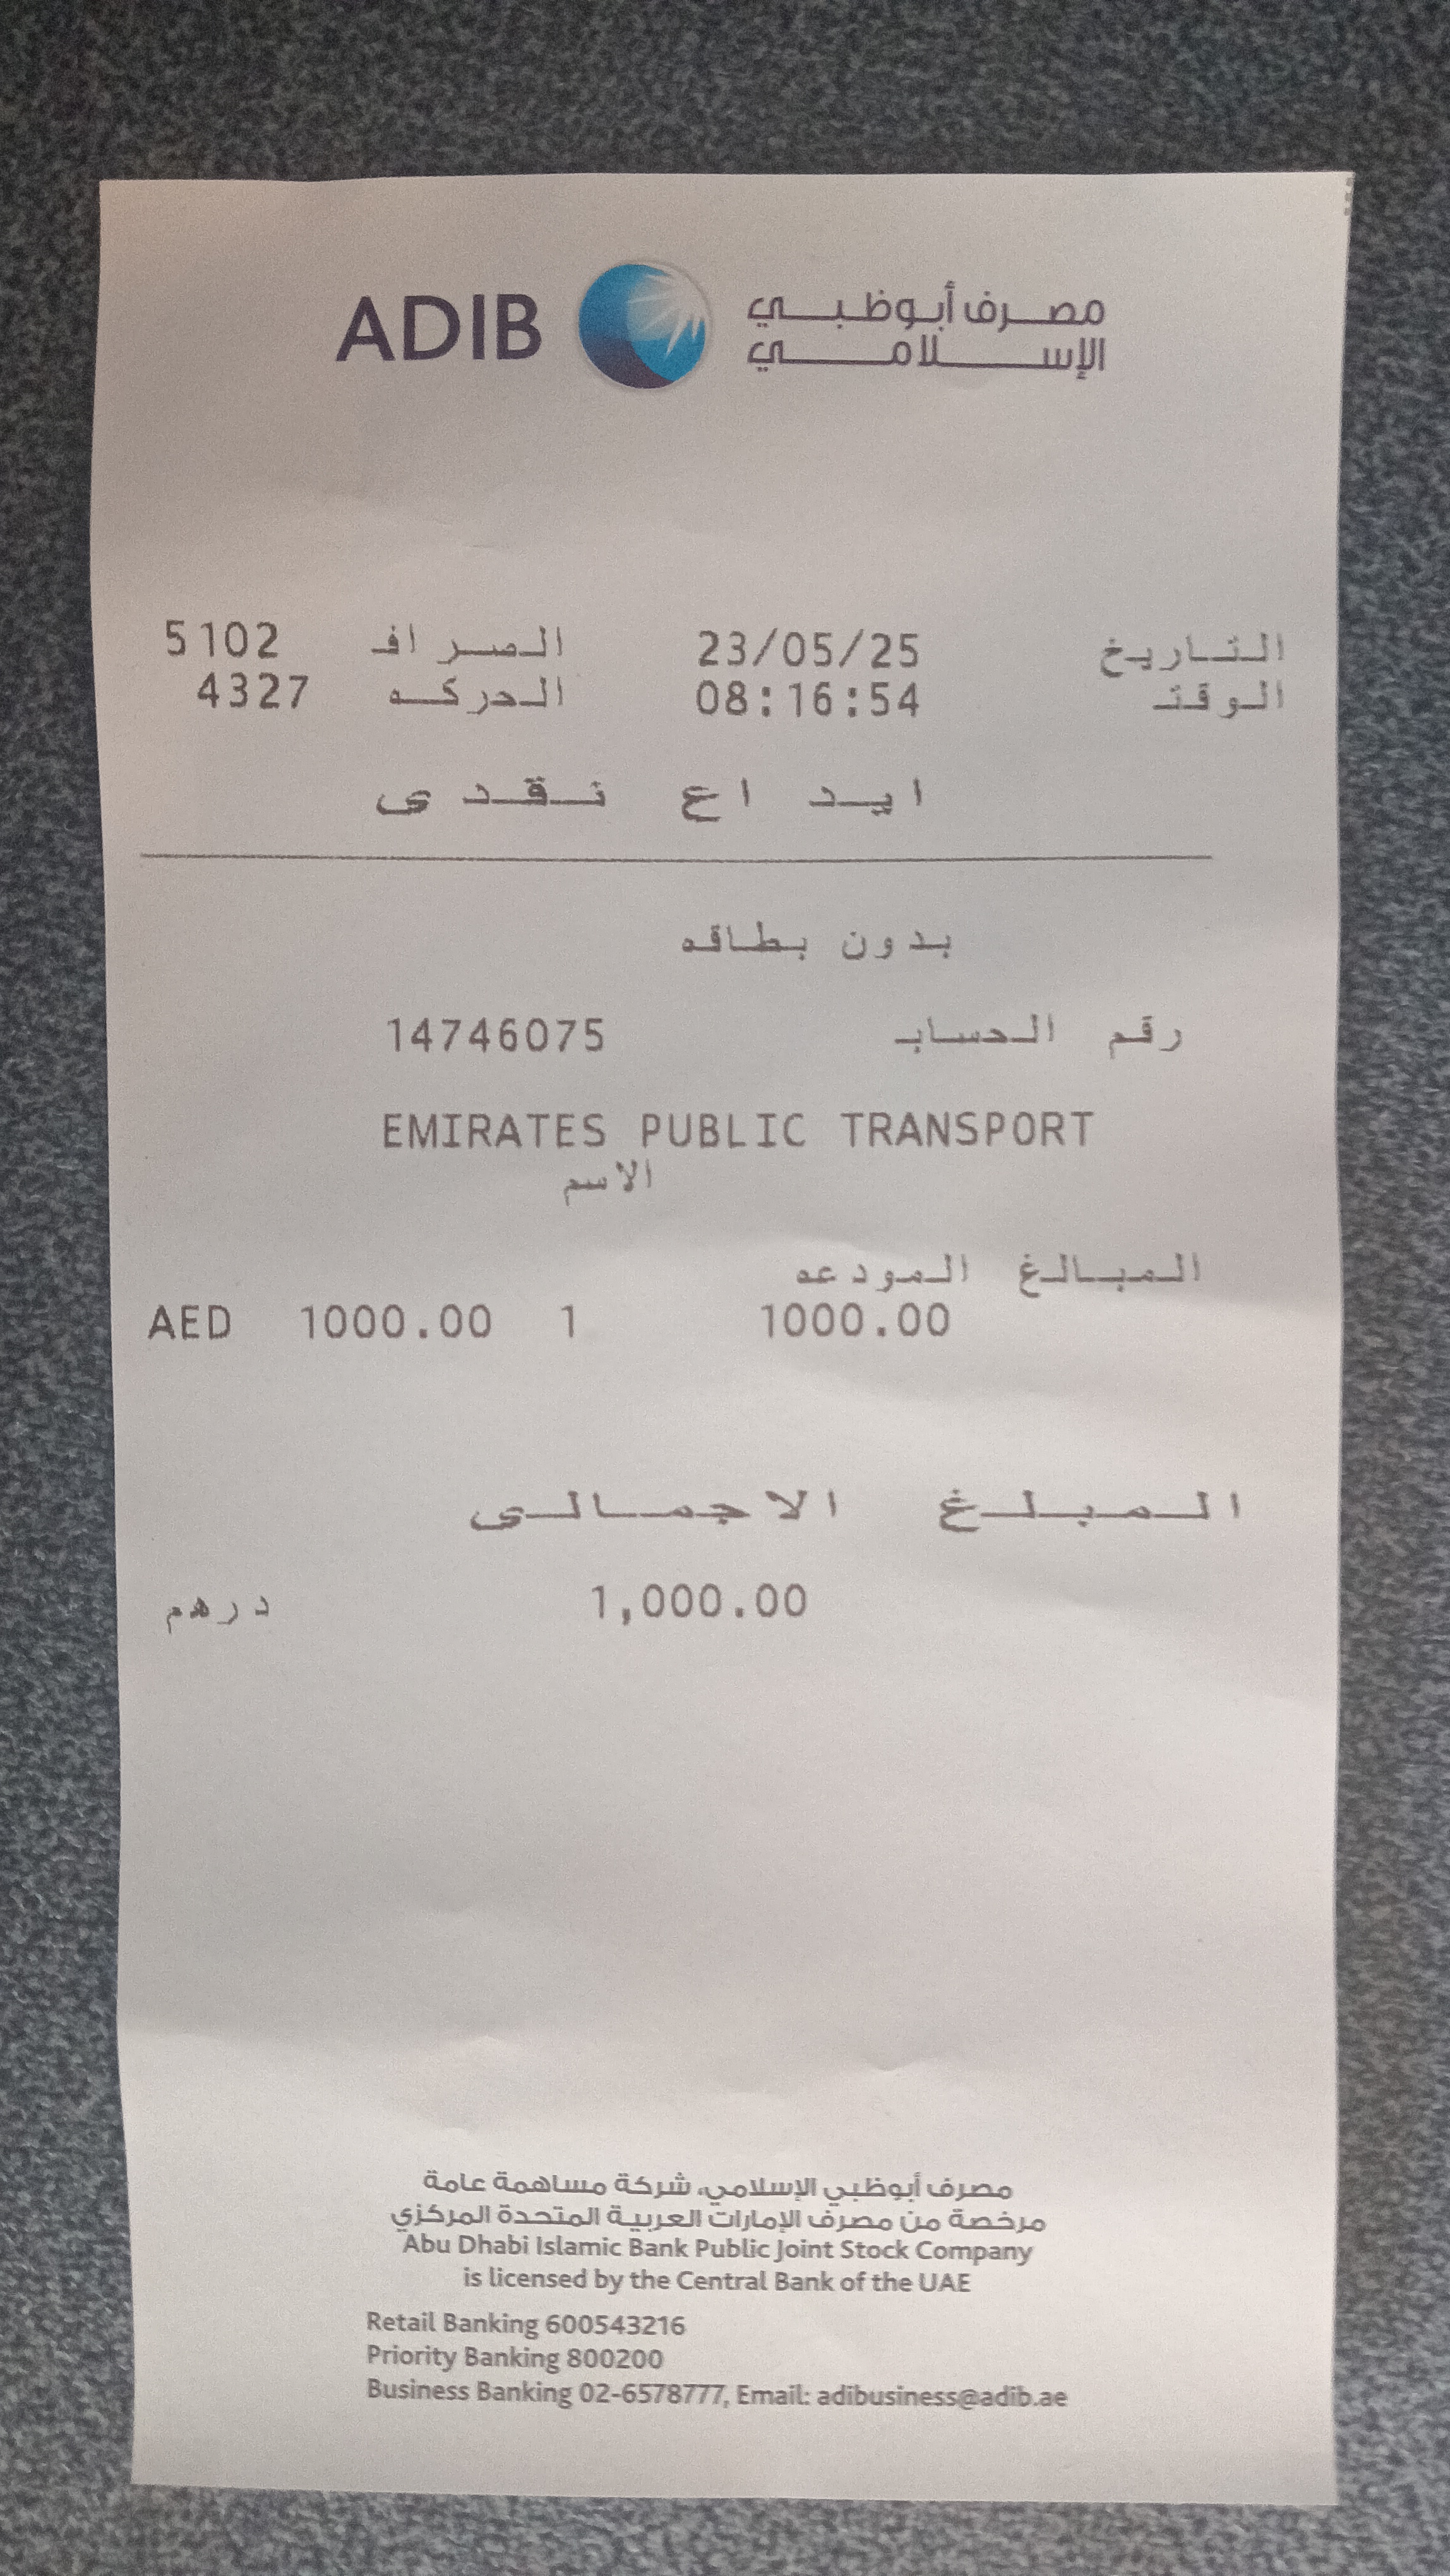 ADIB مصرف أبوظبي
الإسلامي
التاريخ 23/05/25 الصراف 5102
الوقت 08:16:54 الحركه 4327
ايداع نقدى
بدون بطاقه
رقم الحساب 14746075
EMIRATES PUBLIC TRANSPORT
الاسم
المبالغ المودعه
AED 1000.00 1 1000.00
المبلغ الاجمالى
1,000.00 درهم
مصرف أبوظبي الإسلامي، شركة مساهمة عامة
مرخصة من مصرف الإمارات العربية المتحدة المركزي
Abu Dhabi Islamic Bank Public Joint Stock Company
is licensed by the Central Bank of the UAE
Retail Banking 600543216
Priority Banking 800200
Business Banking 02-6578777, Email: adibusiness@adib.ae